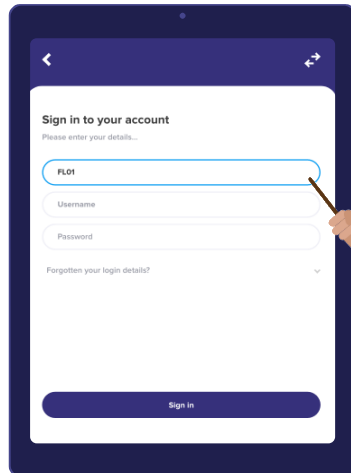 Sign in to your account
Please enter your details...
FL01
Username
Password
Forgotten your login details?
Sign in